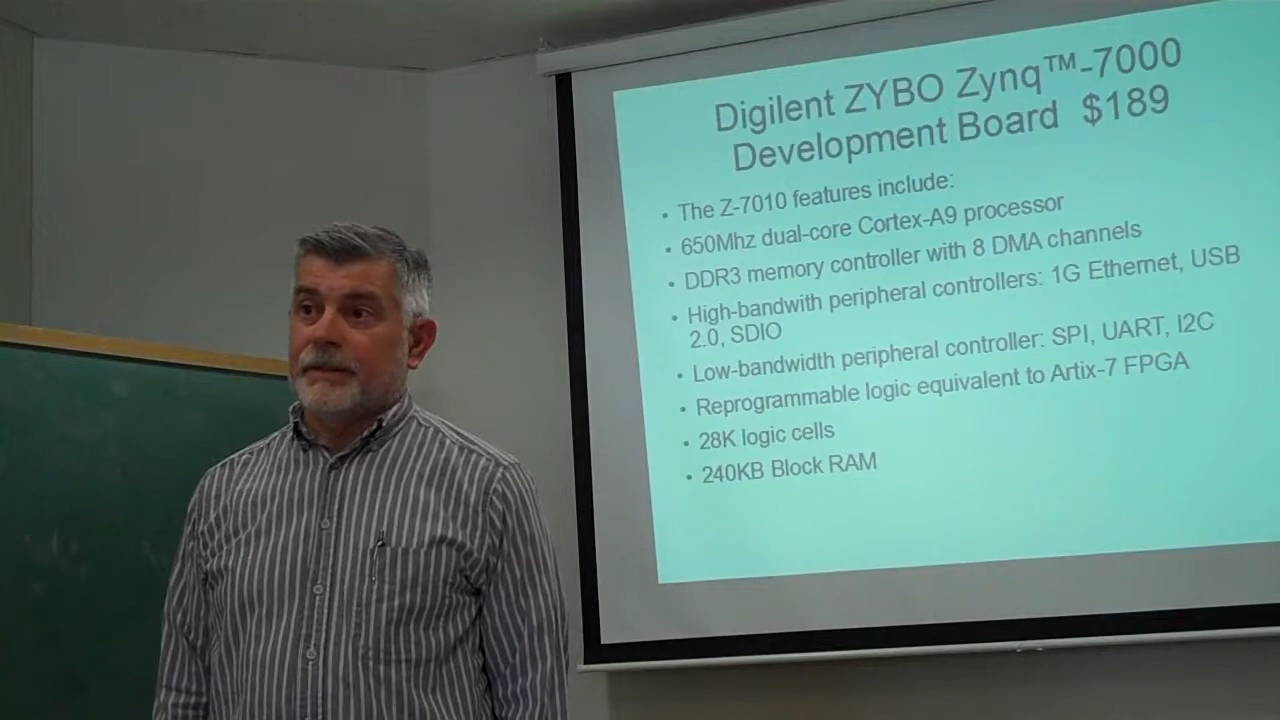 Digilent ZYBO Zynq™-7000
Development Board $189
• The Z-7010 features include:
• 650Mhz dual-core Cortex-A9 processor
• DDR3 memory controller with 8 DMA channels
• High-bandwith peripheral controllers: 1G Ethernet, USB
2.0, SDIO
• Low-bandwidth peripheral controller: SPI, UART, I2C
• Reprogrammable logic equivalent to Artix-7 FPGA
• 28K logic cells
• 240KB Block RAM